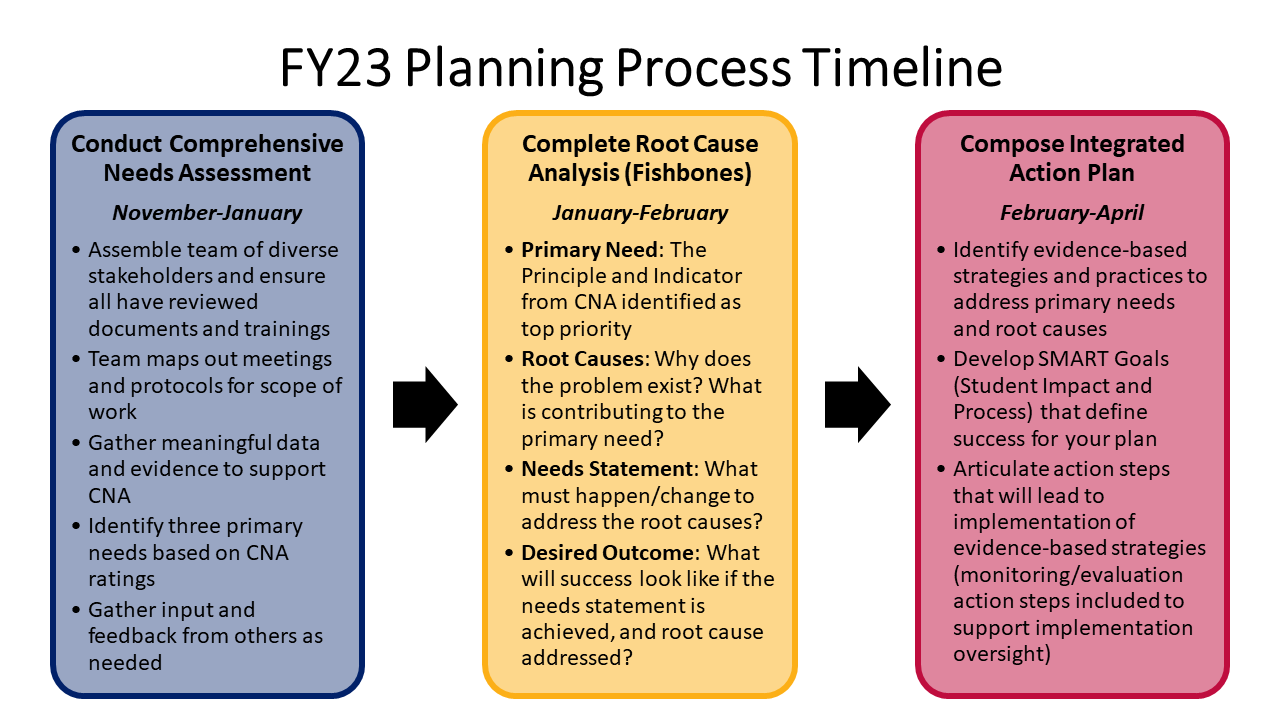 FY23 Planning Process Timeline
Conduct Comprehensive
Needs Assessment
November-January
• Assemble team of diverse
stakeholders and ensure
all have reviewed
documents and trainings
• Team maps out meetings
and protocols for scope of
work
• Gather meaningful data
and evidence to support
CNA
• Identify three primary
needs based on CNA
ratings
• Gather input and
feedback from others as
needed
Complete Root Cause
Analysis (Fishbones)
January-February
• Primary Need: The
Principle and Indicator
from CNA identified as
top priority
• Root Causes: Why does
the problem exist? What
is contributing to the
primary need?
• Needs Statement: What
must happen/change to
address the root causes?
• Desired Outcome: What
will success look like if the
needs statement is
achieved, and root cause
addressed?
Compose Integrated
Action Plan
February-April
• Identify evidence-based
strategies and practices to
address primary needs
and root causes
• Develop SMART Goals
(Student Impact and
Process) that define
success for your plan
• Articulate action steps
that will lead to
implementation of
evidence-based strategies
(monitoring/evaluation
action steps included to
support implementation
oversight)